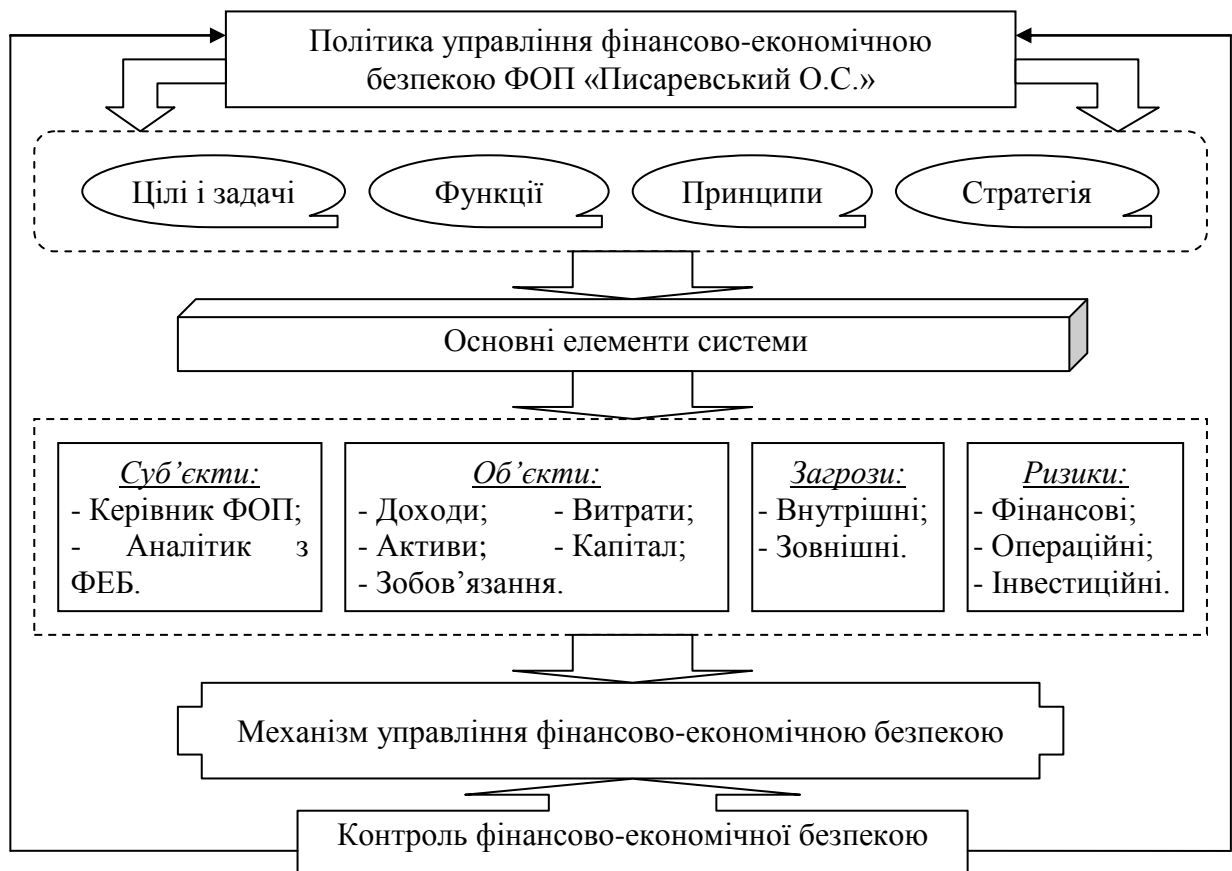 Політика управління фінансово-економічною
безпекою ФОП «Писаревський О.С.»
Цілі і задачі
Функції
Принципи
Стратегія
Основні елементи системи
Суб’єкти:
- Керівник ФОП;
- Аналітик з
ФЕБ.
Об’єкти:
- Доходи; - Витрати;
- Активи; - Капітал;
- Зобов’язання.
Загрози:
- Внутрішні;
- Зовнішні.
Ризики:
- Фінансові;
- Операційні;
- Інвестиційні.
Механізм управління фінансово-економічною безпекою
Контроль фінансово-економічної безпекою